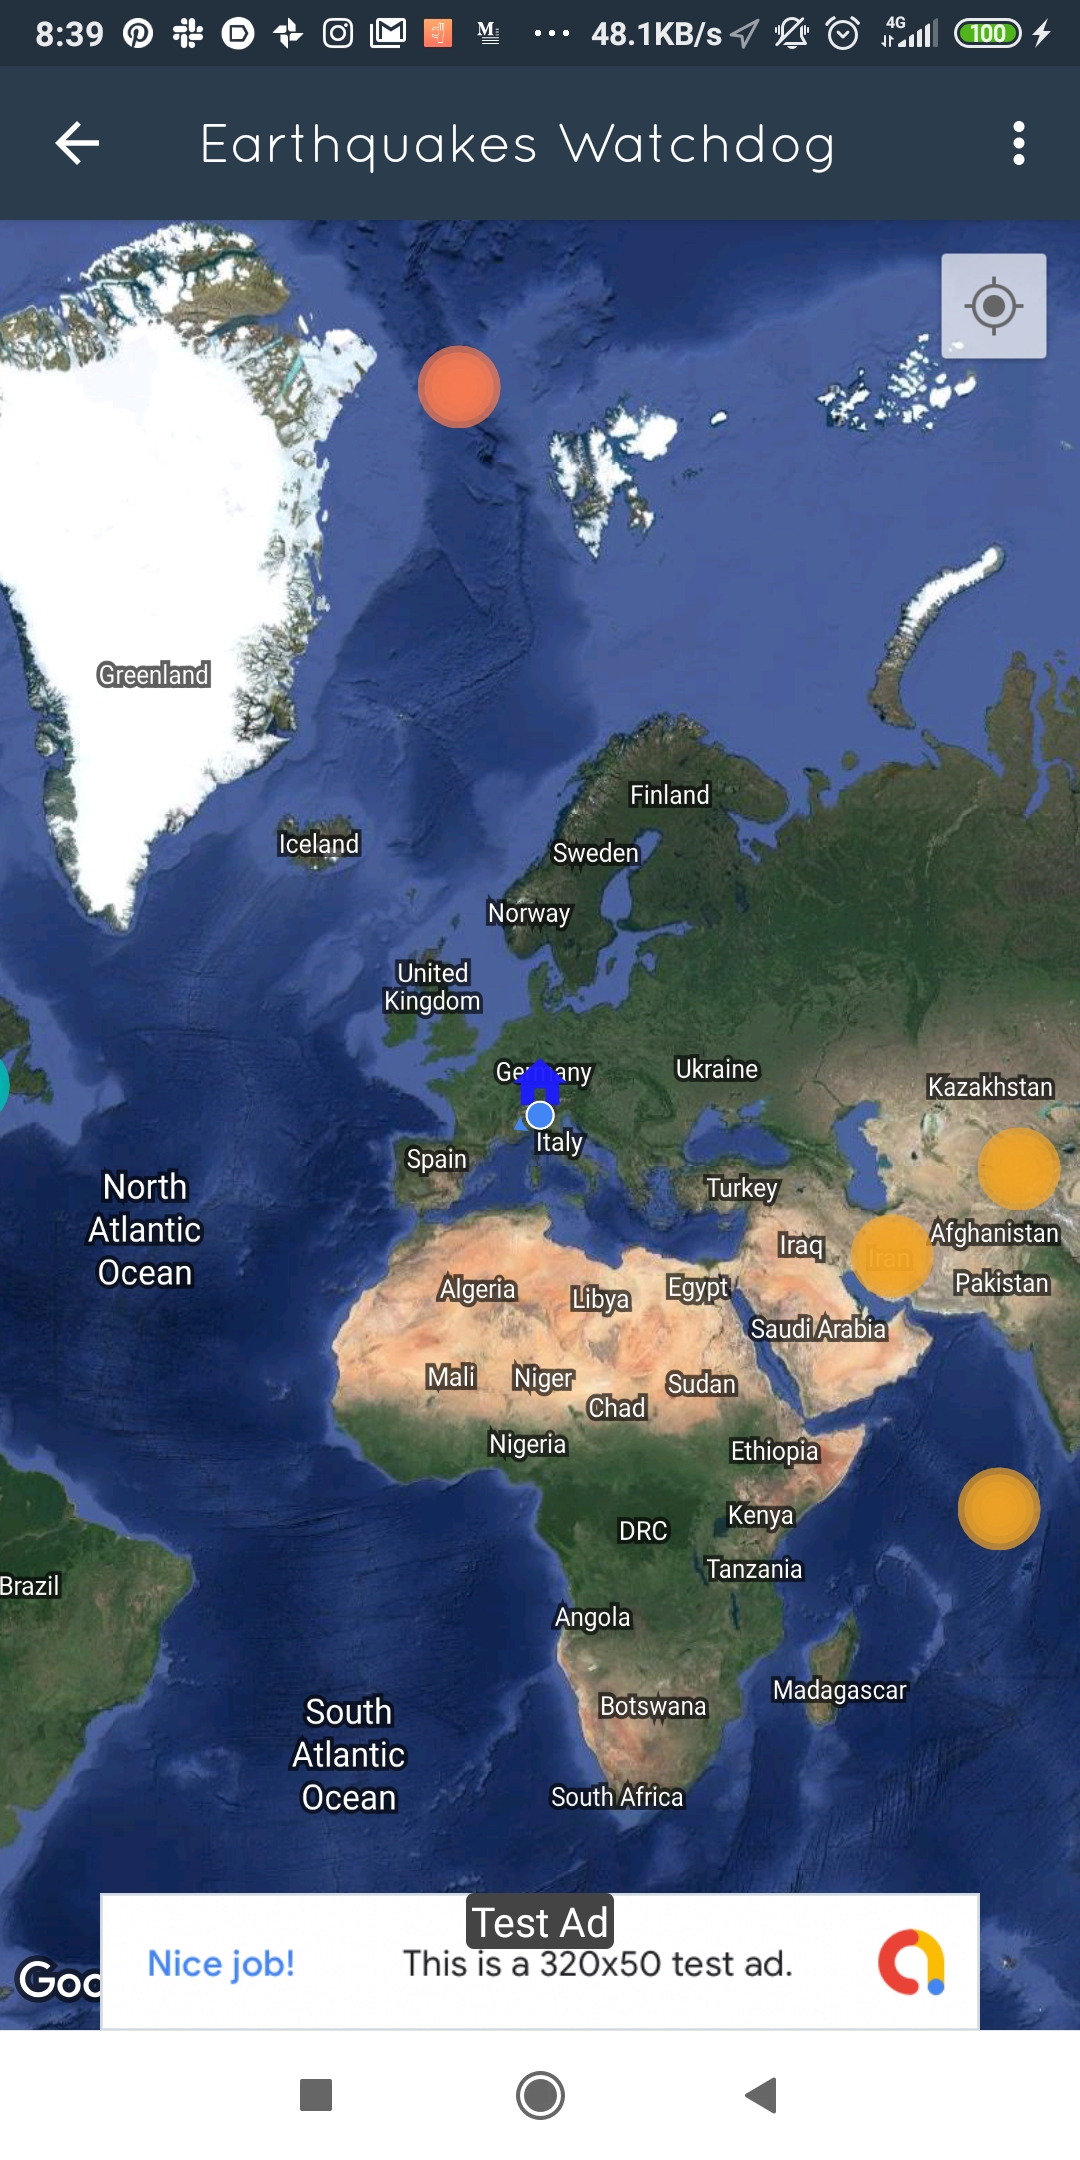 8:39 M ... 48.1KB/s 4G 100
Earthquakes Watchdog
Greenland
Finland
Iceland
Sweden
Norway
United
Kingdom
Germany
Ukraine
Kazakhstan
Italy
Spain
North
Atlantic
Ocean
Turkey
Afghanistan
Iraq
Iran
Pakistan
Algeria
Libya
Egypt
Saudi Arabia
Mali
Niger
Sudan
Chad
Nigeria
Ethiopia
Kenya
DRC
Tanzania
Brazil
Angola
Madagascar
Botswana
South
Atlantic
Ocean
South Africa
Test Ad
Nice job! This is a 320x50 test ad.
Goo